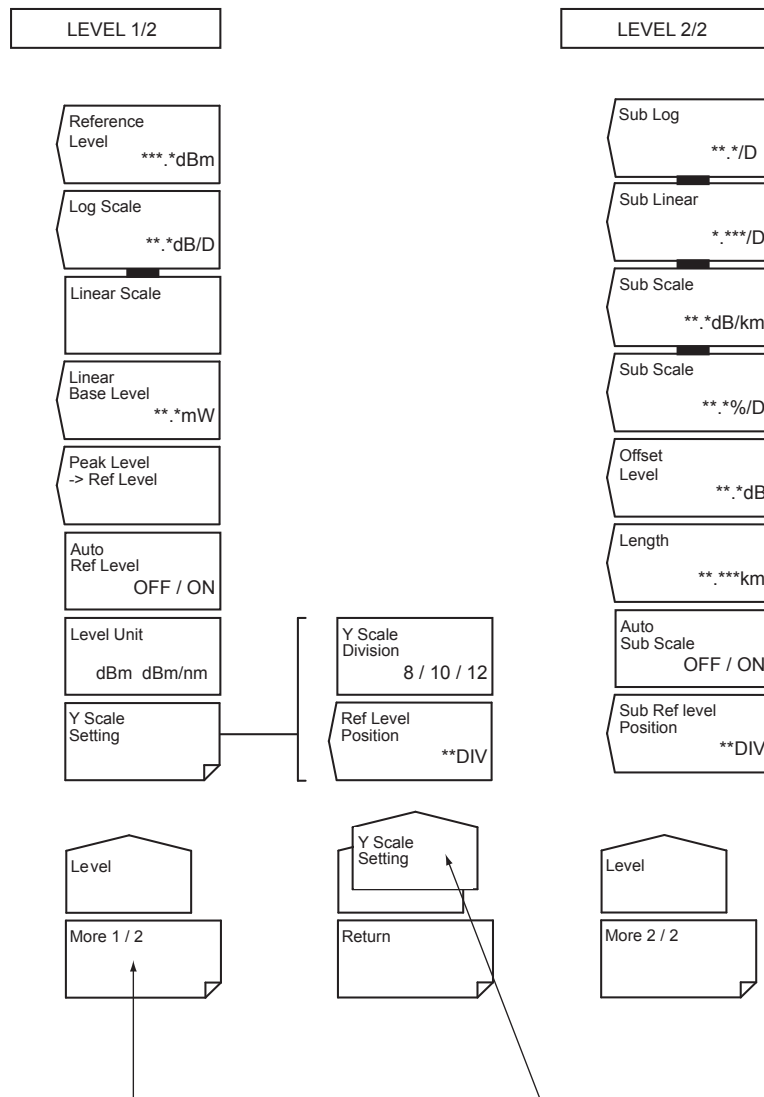 LEVEL 1/2
Reference
Level
***.*dBm
Log Scale
**.*dB/D
Linear Scale
Linear
Base Level
**.*mW
Peak Level
-> Ref Level
Auto
Ref Level
OFF / ON
Level Unit
dBm dBm/nm
Y Scale
Setting
Level
More 1 / 2
Y Scale
Division
8 / 10 / 12
Ref Level
Position
**DIV
Y Scale
Setting
Return
LEVEL 2/2
Sub Log
**.*/D
Sub Linear
*.***/D
Sub Scale
**.*dB/km
Sub Scale
**.*%/D
Offset
Level
**.*dB
Length
**.***km
Auto
Sub Scale
OFF / ON
Sub Ref level
Position
**DIV
Level
More 2 / 2